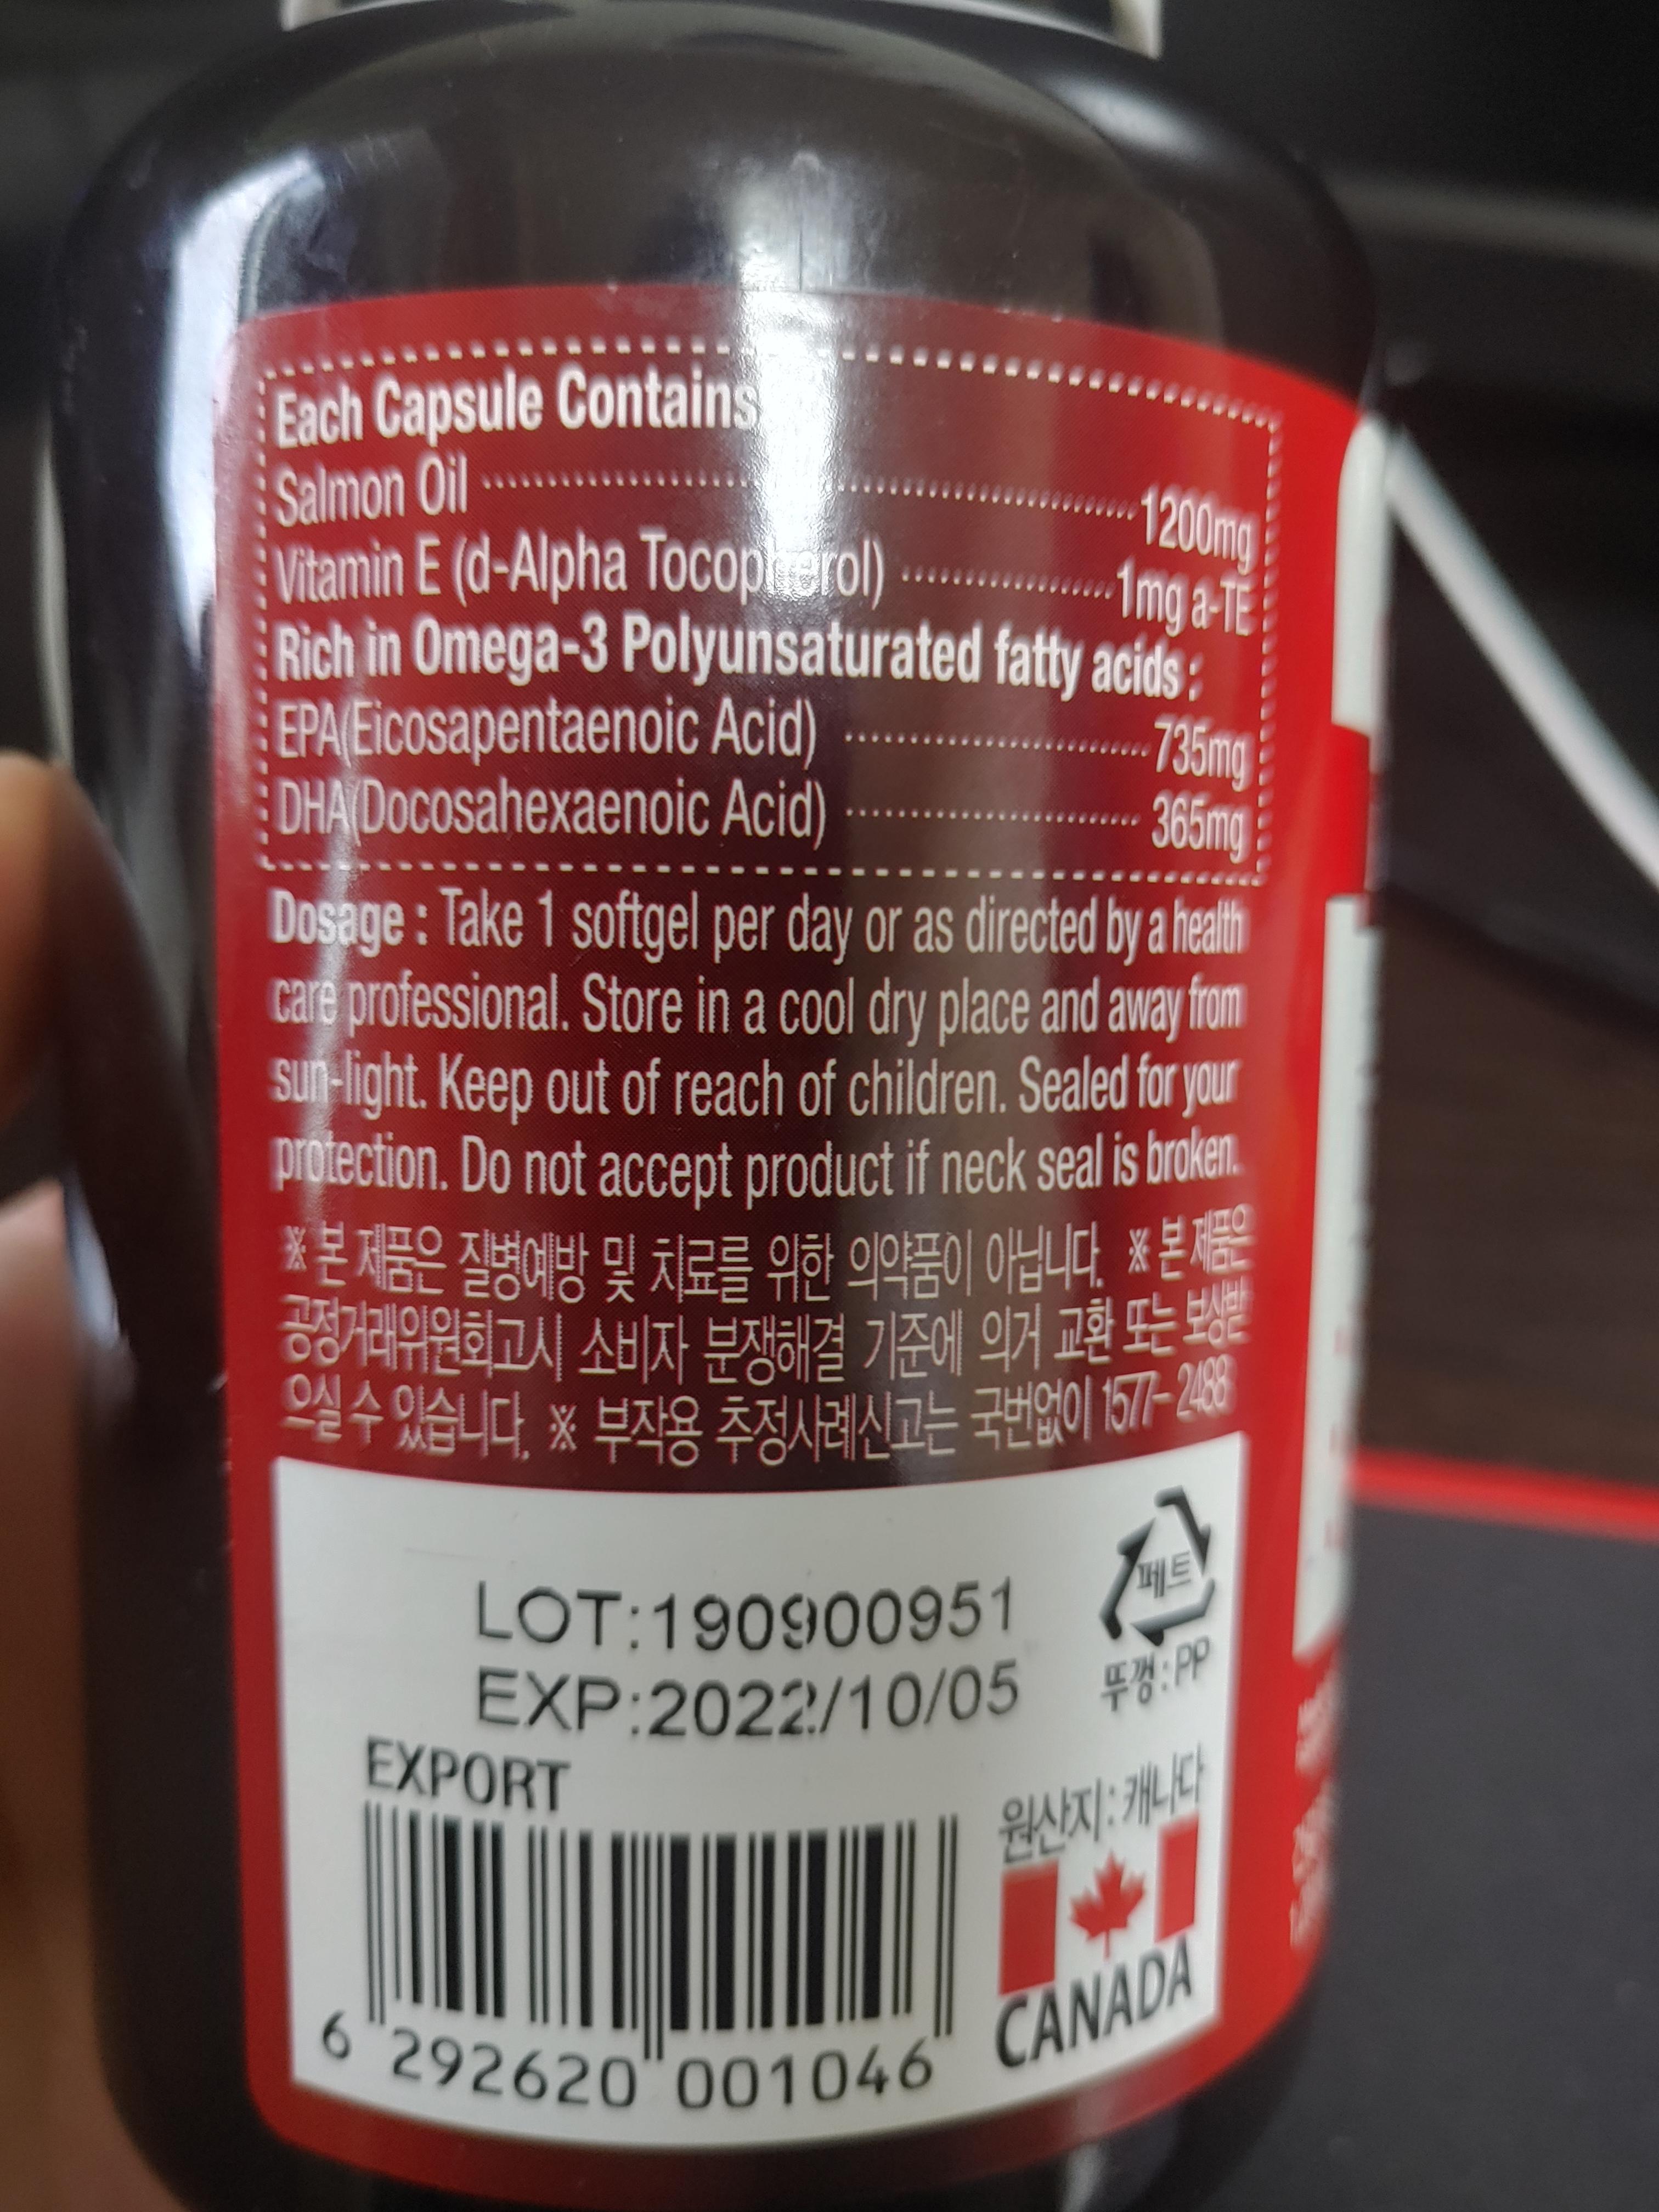 Each Capsule Contains
Salmon Oil 1200mg
Vitamin E (d-Alpha Tocopherol) 1mg a-TE
Rich in Omega-3 Polyunsaturated fatty acids :
EPA(Eicosapentaenoic Acid) 735mg
DHA(Docosahexaenoic Acid) 365mg
Dosage : Take 1 softgel per day or as directed by a health
care professional. Store in a cool dry place and away from
sun-light. Keep out of reach of children. Sealed for your
protection. Do not accept product if neck seal is broken.
※ 본 제품은 질병예방 및 치료를 위한 의약품이 아닙니다. ※ 본 제품은
공정거래위원회고시 소비자 분쟁해결 기준에 의거 교환 또는 보상받
으실 수 있습니다. ※ 부작용 추정사례신고는 국번없이 1577-2488
페트
LOT:190900951
뚜껑:PP
EXP:2022/10/05
EXPORT
원산지:캐나다
CANADA
6 292620 001046